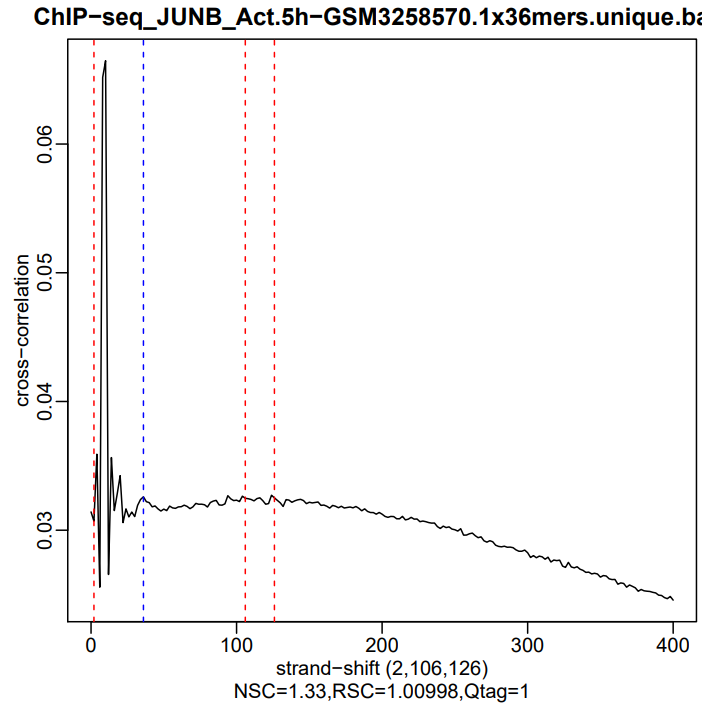 ChIP−seq_JUNB_Act.5h−GSM3258570.1x36mers.unique.ba
cross−correlation
0.06
0.05
0.04
0.03
0 100 200 300 400
strand−shift (2,106,126)
NSC=1.33,RSC=1.00998,Qtag=1